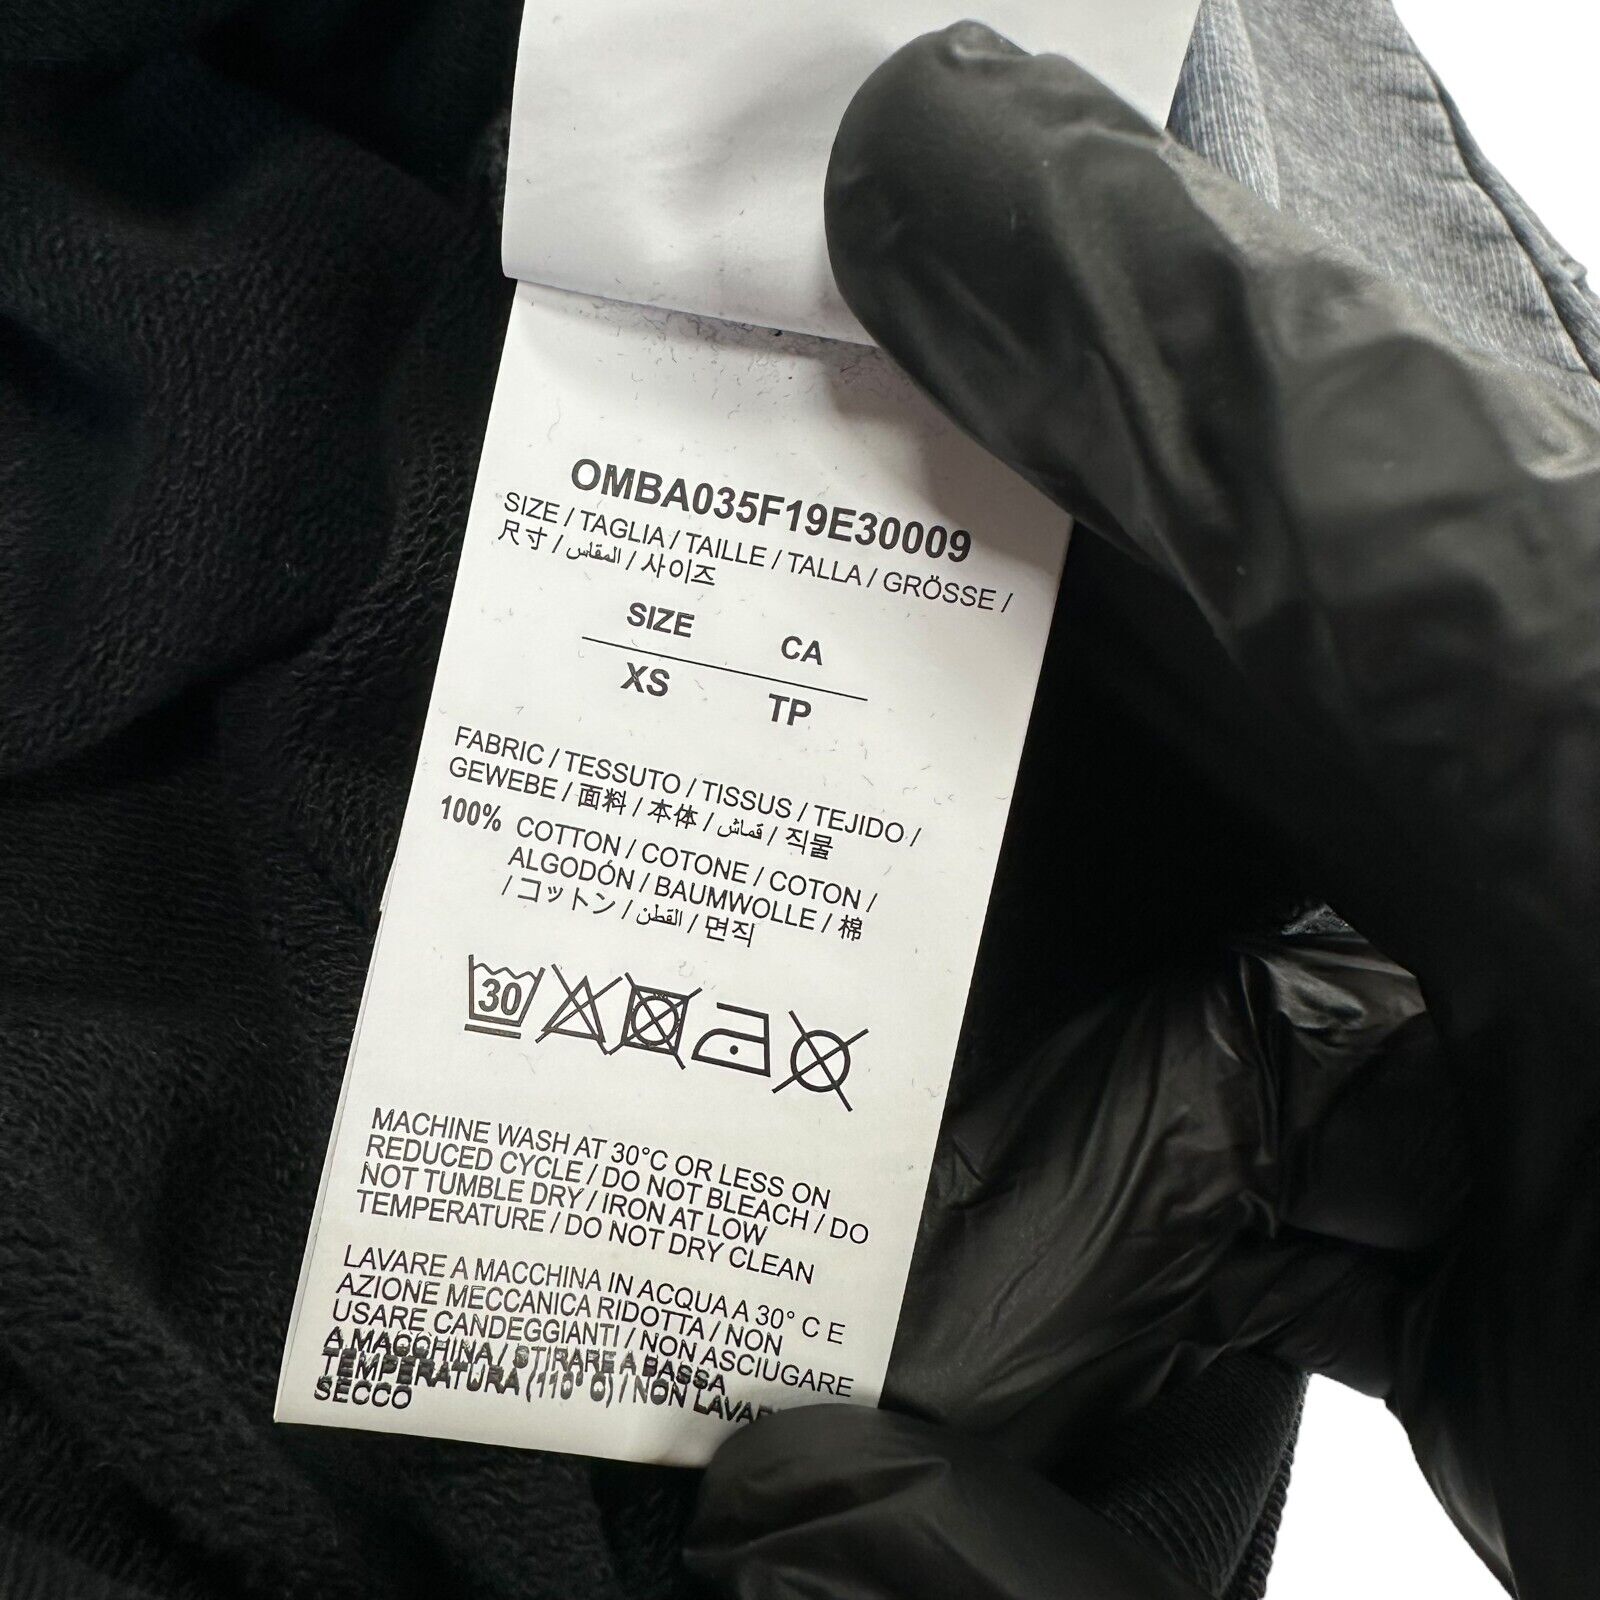 OMBA035F19E30009
SIZE / TAGLIA / TAILLE / TALLA / GRÖSSE /
尺寸 / المقاس / 사이즈
SIZE CA
XS TP
FABRIC / TESSUTO / TISSUS / TEJIDO /
GEWEBE / 面料 / 本体 / قماش / 직물
100% COTTON / COTONE / COTON /
ALGODÓN / BAUMWOLLE / 棉
/ コットン / القطن / 면직
30
MACHINE WASH AT 30°C OR LESS ON
REDUCED CYCLE / DO NOT BLEACH / DO
NOT TUMBLE DRY / IRON AT LOW
TEMPERATURE / DO NOT DRY CLEAN
LAVARE A MACCHINA IN ACQUA A 30° C E
AZIONE MECCANICA RIDOTTA / NON
USARE CANDEGGIANTI / NON ASCIUGARE
A MACCHINA / STIRARE A BASSA
TEMPERATURA (110° C) / NON
SECCO